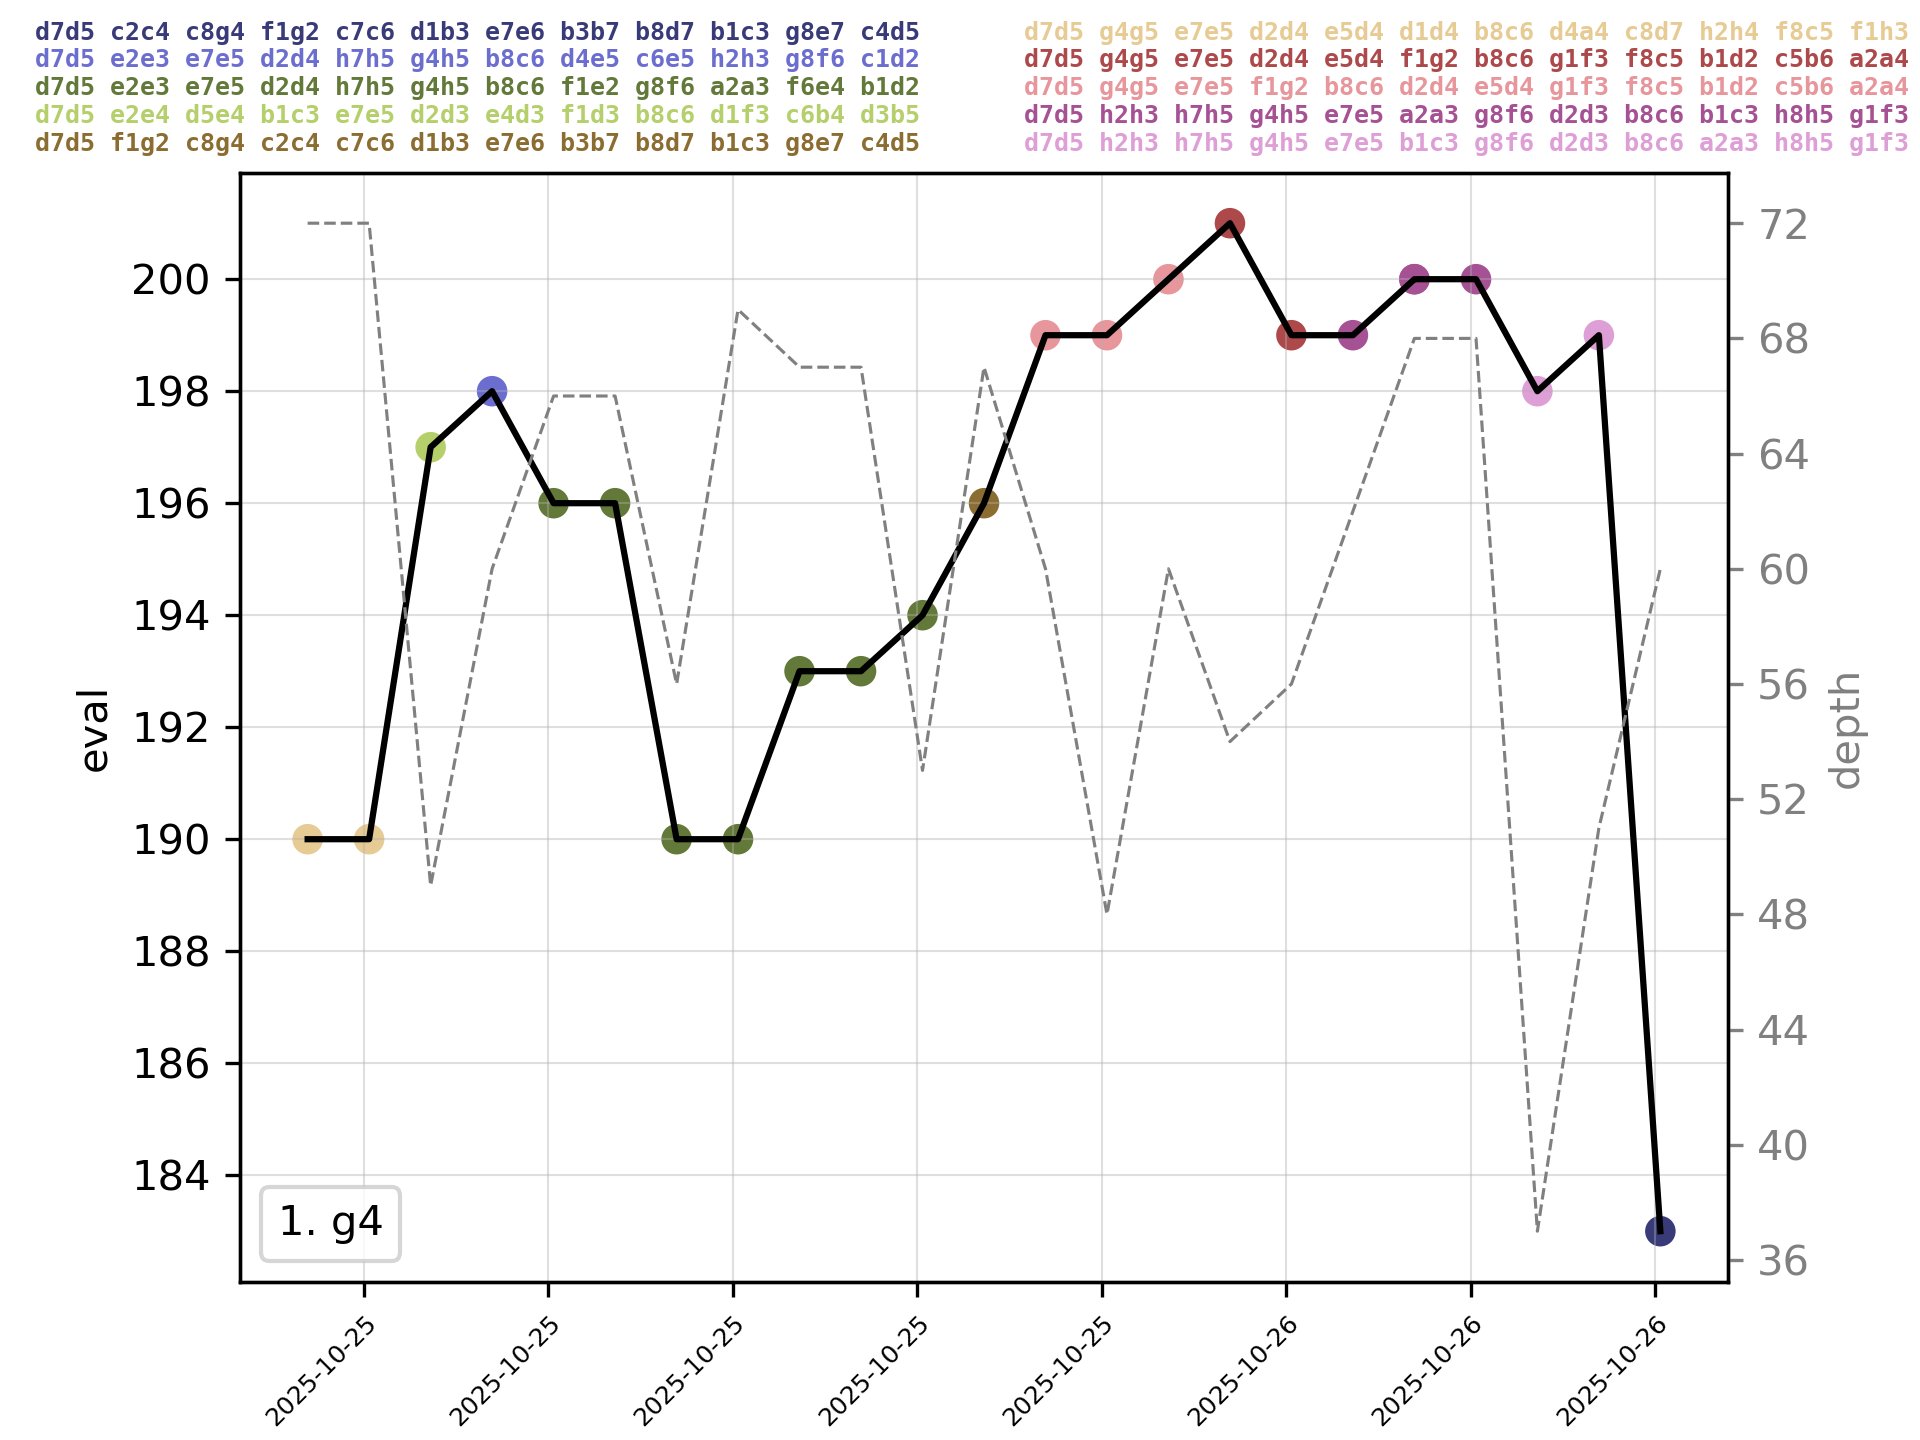 d7d5 c2c4 c8g4 f1g2 c7c6 d1b3 e7e6 b3b7 b8d7 b1c3 g8e7 c4d5
d7d5 e2e3 e7e5 d2d4 h7h5 g4h5 b8c6 d4e5 c6e5 h2h3 g8f6 c1d2
d7d5 e2e3 e7e5 d2d4 h7h5 g4h5 b8c6 f1e2 g8f6 a2a3 f6e4 b1d2
d7d5 e2e4 d5e4 b1c3 e7e5 d2d3 e4d3 f1d3 b8c6 d1f3 c6b4 d3b5
d7d5 f1g2 c8g4 c2c4 c7c6 d1b3 e7e6 b3b7 b8d7 b1c3 g8e7 c4d5
d7d5 g4g5 e7e5 d2d4 e5d4 d1d4 b8c6 d4a4 c8d7 h2h4 f8c5 f1h3
d7d5 g4g5 e7e5 d2d4 e5d4 f1g2 b8c6 g1f3 f8c5 b1d2 c5b6 a2a4
d7d5 g4g5 e7e5 f1g2 b8c6 d2d4 e5d4 g1f3 f8c5 b1d2 c5b6 a2a4
d7d5 h2h3 h7h5 g4h5 e7e5 a2a3 g8f6 d2d3 b8c6 b1c3 h8h5 g1f3
d7d5 h2h3 h7h5 g4h5 e7e5 b1c3 g8f6 d2d3 b8c6 a2a3 h8h5 g1f3
eval
200
198
196
194
192
190
188
186
184
72
68
64
60
56
52
48
44
40
36
depth
1. g4
2025-10-25
2025-10-25
2025-10-25
2025-10-25
2025-10-25
2025-10-26
2025-10-26
2025-10-26